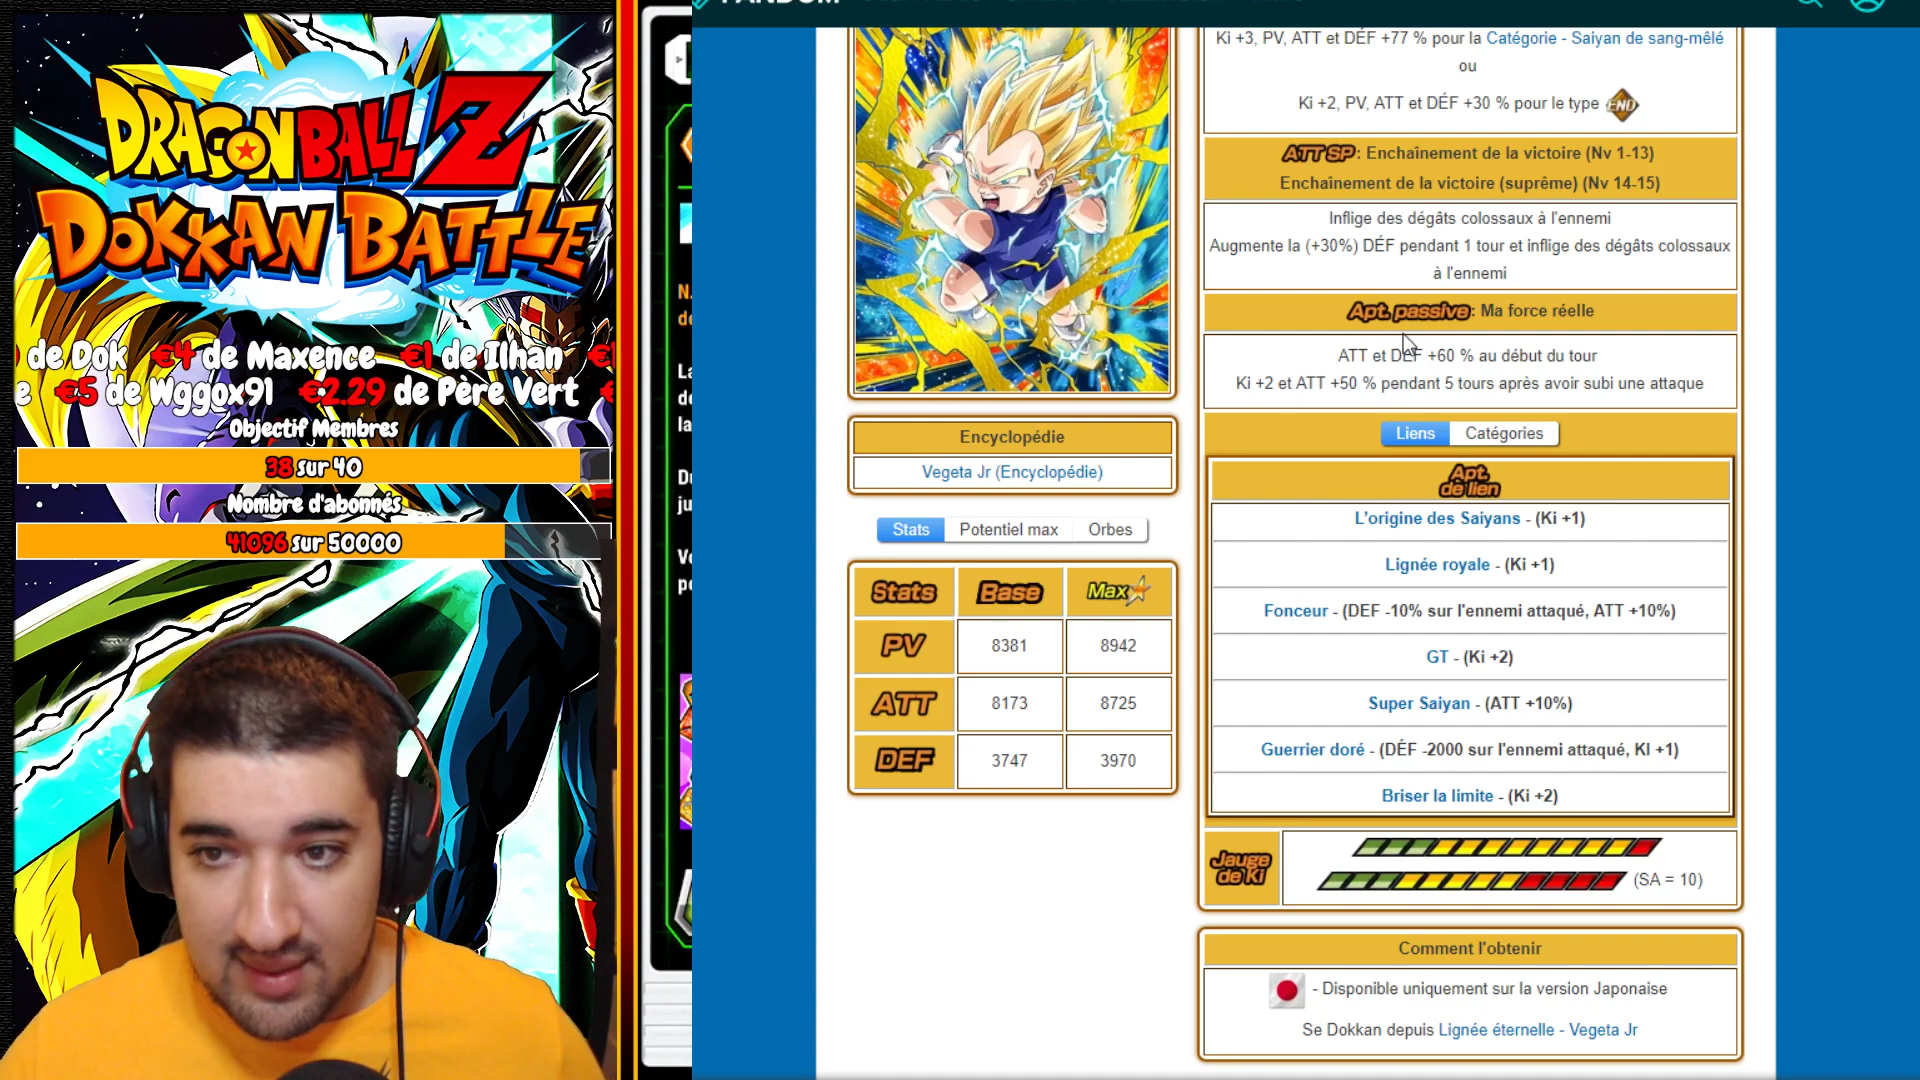 DRAGON BALL Z
DOKKAN BATTLE
de Dok €4 de Maxence €1 de Ilhan
€5 de Wggox91 €2.29 de Père Vert
Objectif Membres
38 sur 40
Nombre d'abonnés
41096 sur 50000
Ki +3, PV, ATT et DÉF +77 % pour la Catégorie - Saiyan de sang-mêlé
ou
Ki +2, PV, ATT et DÉF +30 % pour le type END
ATT SP: Enchaînement de la victoire (Nv 1-13)
Enchaînement de la victoire (suprême) (Nv 14-15)
Inflige des dégâts colossaux à l'ennemi
Augmente la (+30%) DÉF pendant 1 tour et inflige des dégâts colossaux
à l'ennemi
Apt. passive: Ma force réelle
ATT et DÉF +60 % au début du tour
Ki +2 et ATT +50 % pendant 5 tours après avoir subi une attaque
Liens Catégories
Apt.
de lien
L'origine des Saiyans - (Ki +1)
Lignée royale - (Ki +1)
Fonceur - (DEF -10% sur l'ennemi attaqué, ATT +10%)
GT - (Ki +2)
Super Saiyan - (ATT +10%)
Guerrier doré - (DÉF -2000 sur l'ennemi attaqué, KI +1)
Briser la limite - (Ki +2)
Jauge
de Ki
(SA = 10)
Comment l'obtenir
- Disponible uniquement sur la version Japonaise
Se Dokkan depuis Lignée éternelle - Vegeta Jr
Encyclopédie
Vegeta Jr (Encyclopédie)
Stats Potentiel max Orbes
Stats Base Max
PV 8381 8942
ATT 8173 8725
DEF 3747 3970